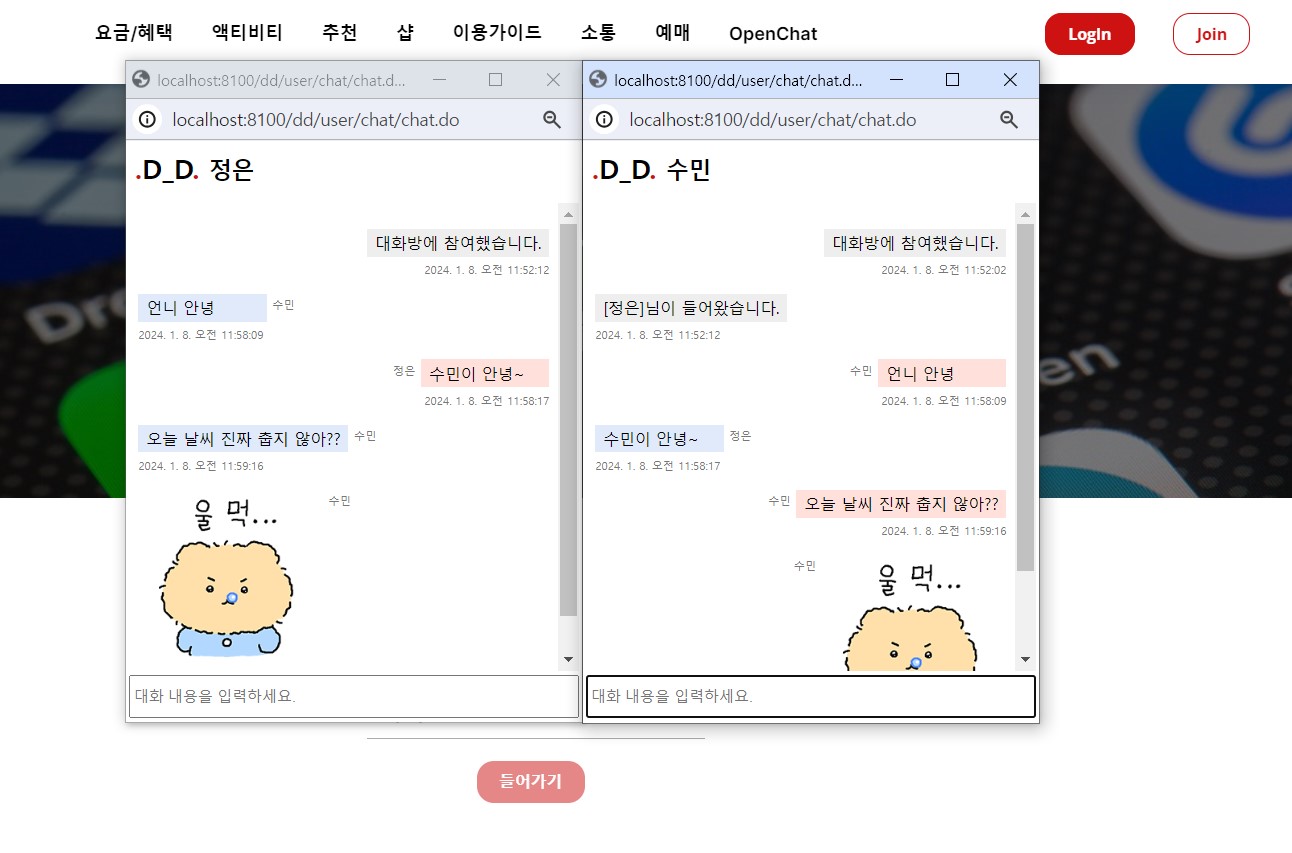 요금/혜택 액티비티 추천 샵 이용가이드 소통 예매 OpenChat LogIn Join
localhost:8100/dd/user/chat/chat.d...
localhost:8100/dd/user/chat/chat.do
.D_D. 정은
대화방에 참여했습니다.
2024. 1. 8. 오전 11:52:12
언니 안녕 수민
2024. 1. 8. 오전 11:58:09
정은 수민이 안녕~
2024. 1. 8. 오전 11:58:17
오늘 날씨 진짜 춥지 않아?? 수민
2024. 1. 8. 오전 11:59:16
수민
울먹...
대화 내용을 입력하세요.
localhost:8100/dd/user/chat/chat.d...
localhost:8100/dd/user/chat/chat.do
.D_D. 수민
대화방에 참여했습니다.
2024. 1. 8. 오전 11:52:02
[정은]님이 들어왔습니다.
2024. 1. 8. 오전 11:52:12
수민 언니 안녕
2024. 1. 8. 오전 11:58:09
수민이 안녕~ 정은
2024. 1. 8. 오전 11:58:17
수민 오늘 날씨 진짜 춥지 않아??
2024. 1. 8. 오전 11:59:16
수민
울먹...
대화 내용을 입력하세요.
들어가기